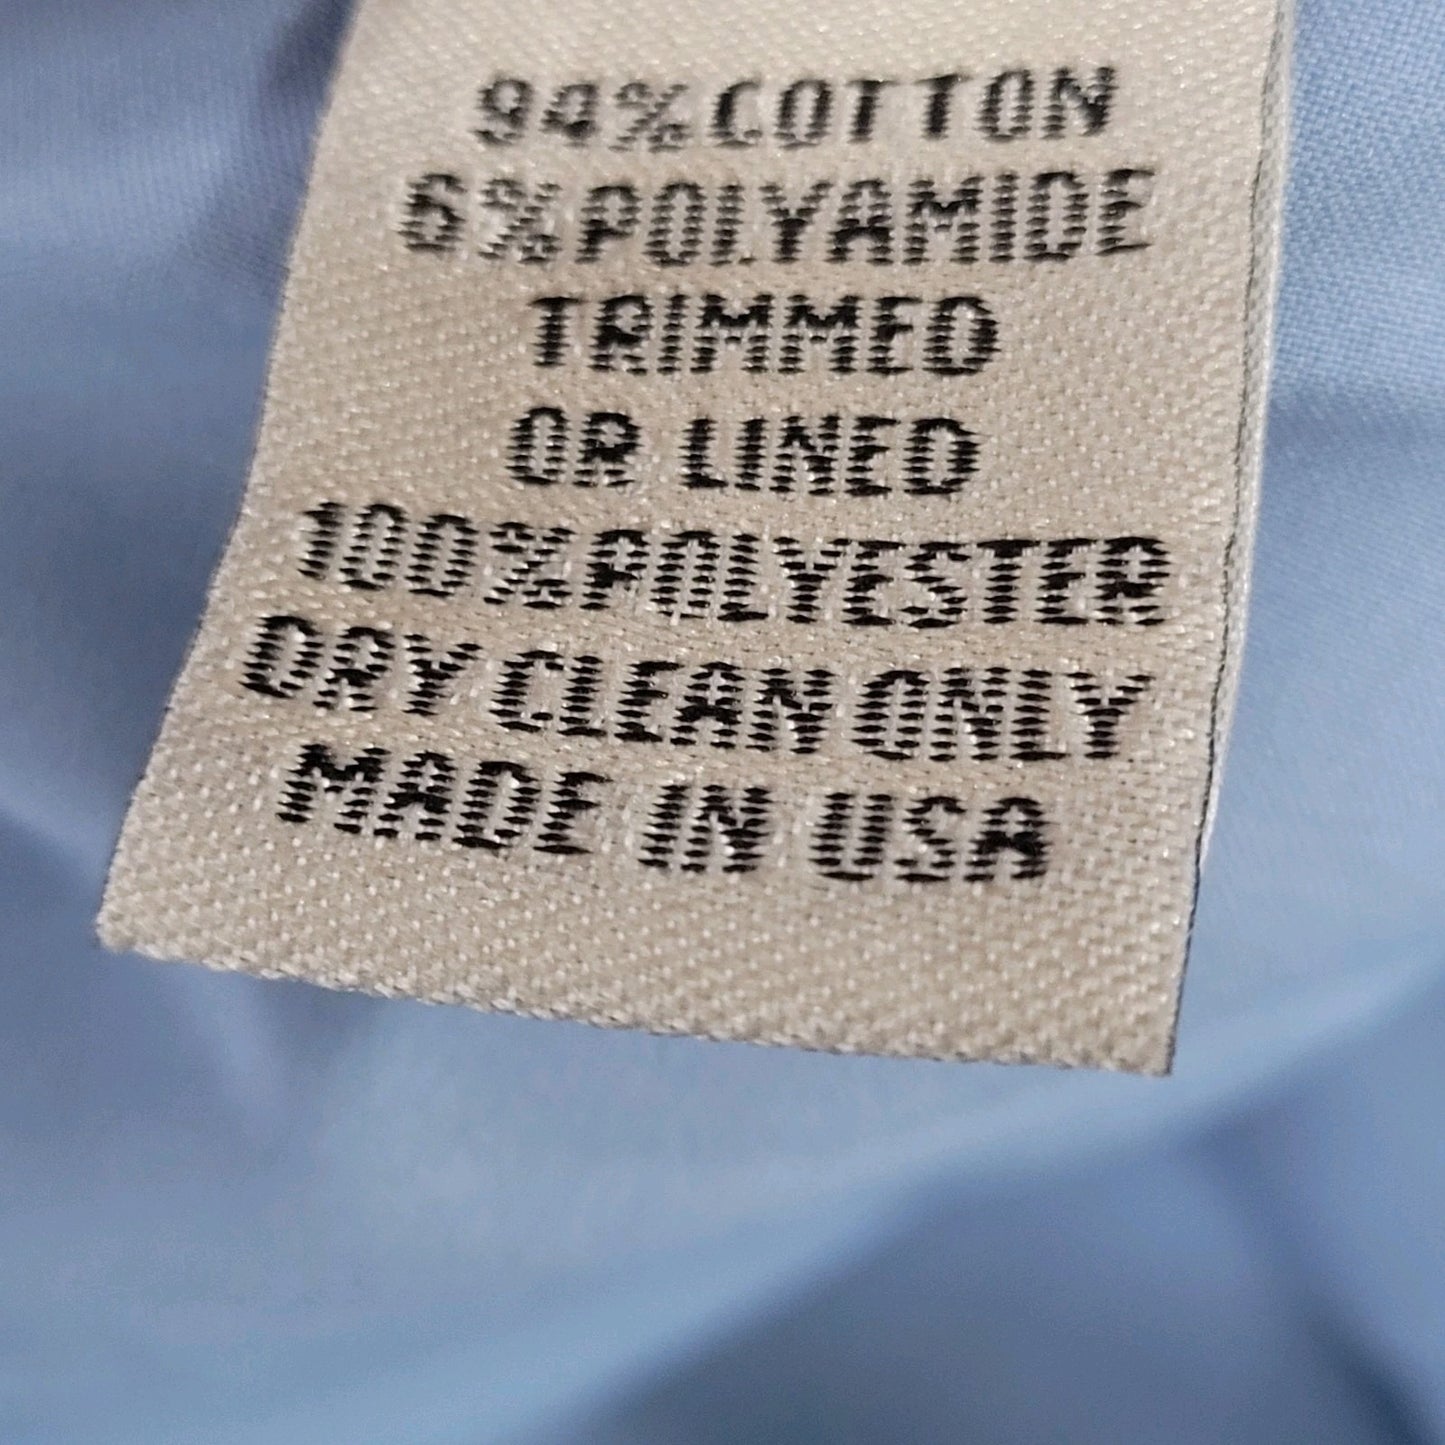 94% COTTON
6% POLYAMIDE
TRIMMED
OR LINED
100% POLYESTER
DRY CLEAN ONLY
MADE IN USA